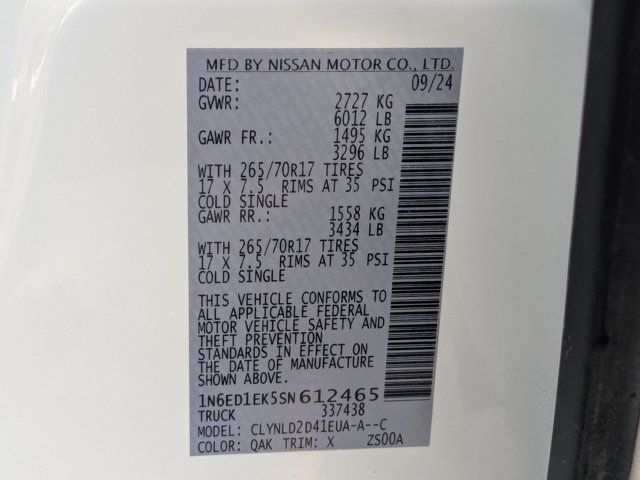 MFD BY NISSAN MOTOR CO., LTD.
DATE: 09/24
GVWR: 2727 KG
6012 LB
GAWR FR.: 1495 KG
3296 LB
WITH 265/70R17 TIRES
17 X 7.5 RIMS AT 35 PSI
COLD SINGLE
GAWR RR.: 1558 KG
3434 LB
WITH 265/70R17 TIRES
17 X 7.5 RIMS AT 35 PSI
COLD SINGLE
THIS VEHICLE CONFORMS TO
ALL APPLICABLE FEDERAL
MOTOR VEHICLE SAFETY AND
THEFT PREVENTION
STANDARDS IN EFFECT ON
THE DATE OF MANUFACTURE
SHOWN ABOVE.
1N6ED1EK5SN612465
TRUCK 337438
MODEL: CLYNLD2D41EUA-A--C
COLOR: QAK TRIM: X ZS00A